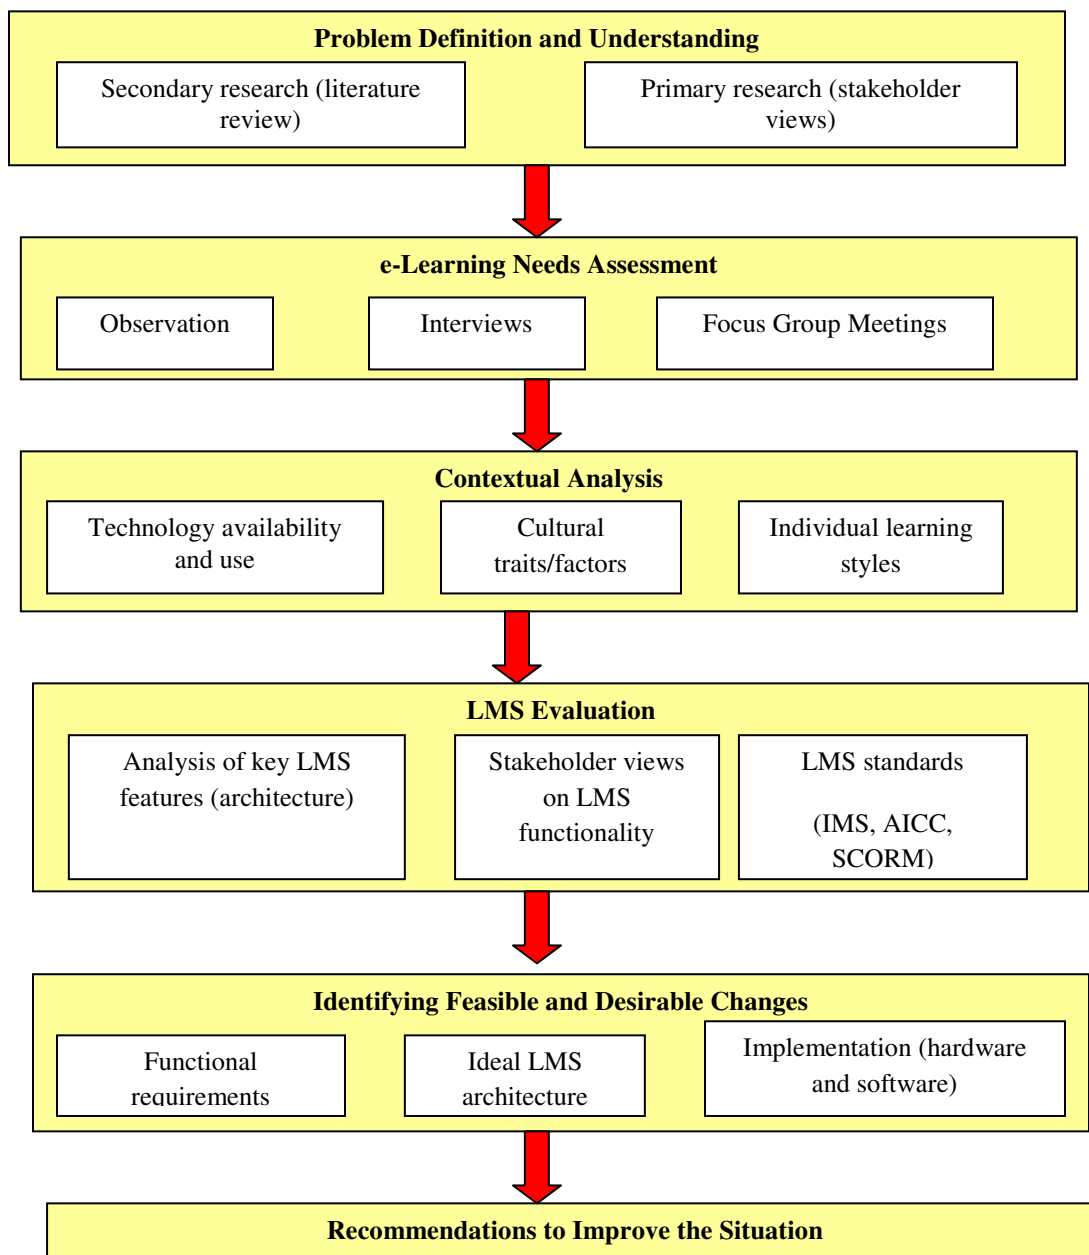 Problem Definition and Understanding
Secondary research (literature
review)
Primary research (stakeholder
views)
e-Learning Needs Assessment
Observation
Interviews
Focus Group Meetings
Contextual Analysis
Technology availability
and use
Cultural
traits/factors
Individual learning
styles
LMS Evaluation
Analysis of key LMS
features (architecture)
Stakeholder views
on LMS
functionality
LMS standards
(IMS, AICC,
SCORM)
Identifying Feasible and Desirable Changes
Functional
requirements
Ideal LMS
architecture
Implementation (hardware
and software)
Recommendations to Improve the Situation